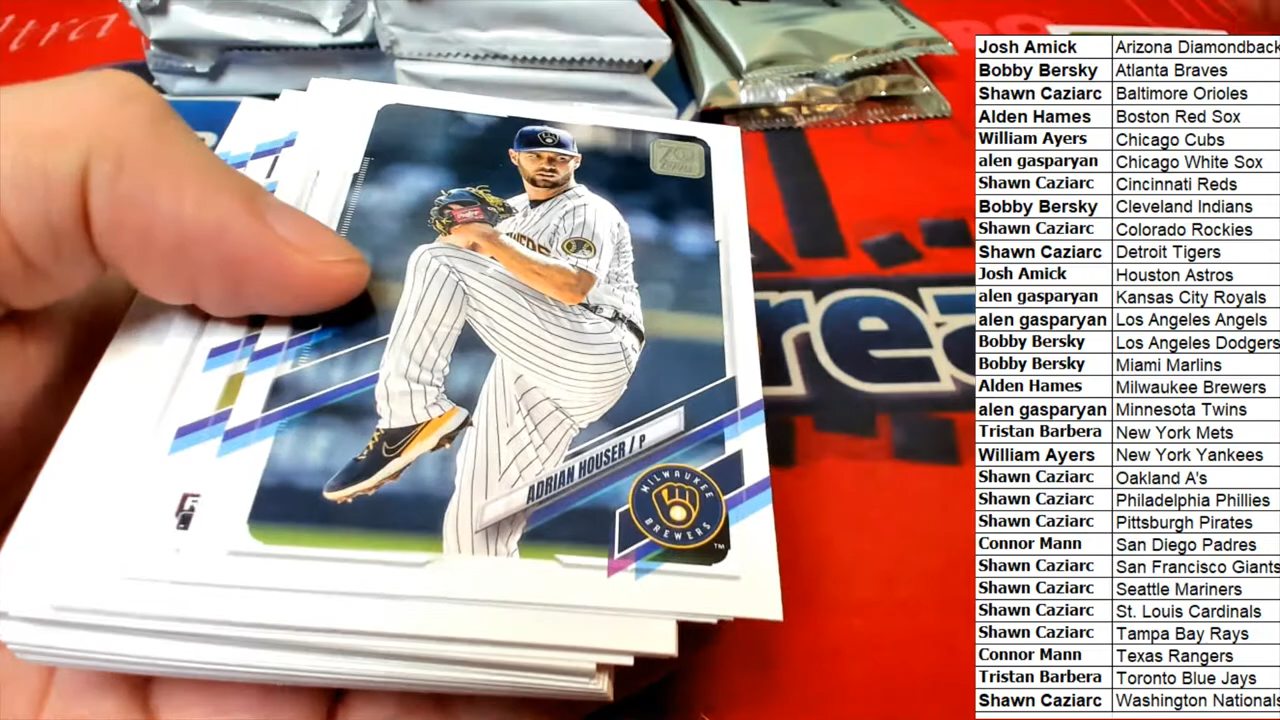 70
TOPPS
Rawlings
ADRIAN HOUSER / P
MILWAUKEE
BREWERS
TM
rea
Josh Amick Arizona Diamondback
Bobby Bersky Atlanta Braves
Shawn Caziarc Baltimore Orioles
Alden Hames Boston Red Sox
William Ayers Chicago Cubs
alen gasparyan Chicago White Sox
Shawn Caziarc Cincinnati Reds
Bobby Bersky Cleveland Indians
Shawn Caziarc Colorado Rockies
Shawn Caziarc Detroit Tigers
Josh Amick Houston Astros
alen gasparyan Kansas City Royals
alen gasparyan Los Angeles Angels
Bobby Bersky Los Angeles Dodgers
Bobby Bersky Miami Marlins
Alden Hames Milwaukee Brewers
alen gasparyan Minnesota Twins
Tristan Barbera New York Mets
William Ayers New York Yankees
Shawn Caziarc Oakland A's
Shawn Caziarc Philadelphia Phillies
Shawn Caziarc Pittsburgh Pirates
Connor Mann San Diego Padres
Shawn Caziarc San Francisco Giants
Shawn Caziarc Seattle Mariners
Shawn Caziarc St. Louis Cardinals
Shawn Caziarc Tampa Bay Rays
Connor Mann Texas Rangers
Tristan Barbera Toronto Blue Jays
Shawn Caziarc Washington Nationals